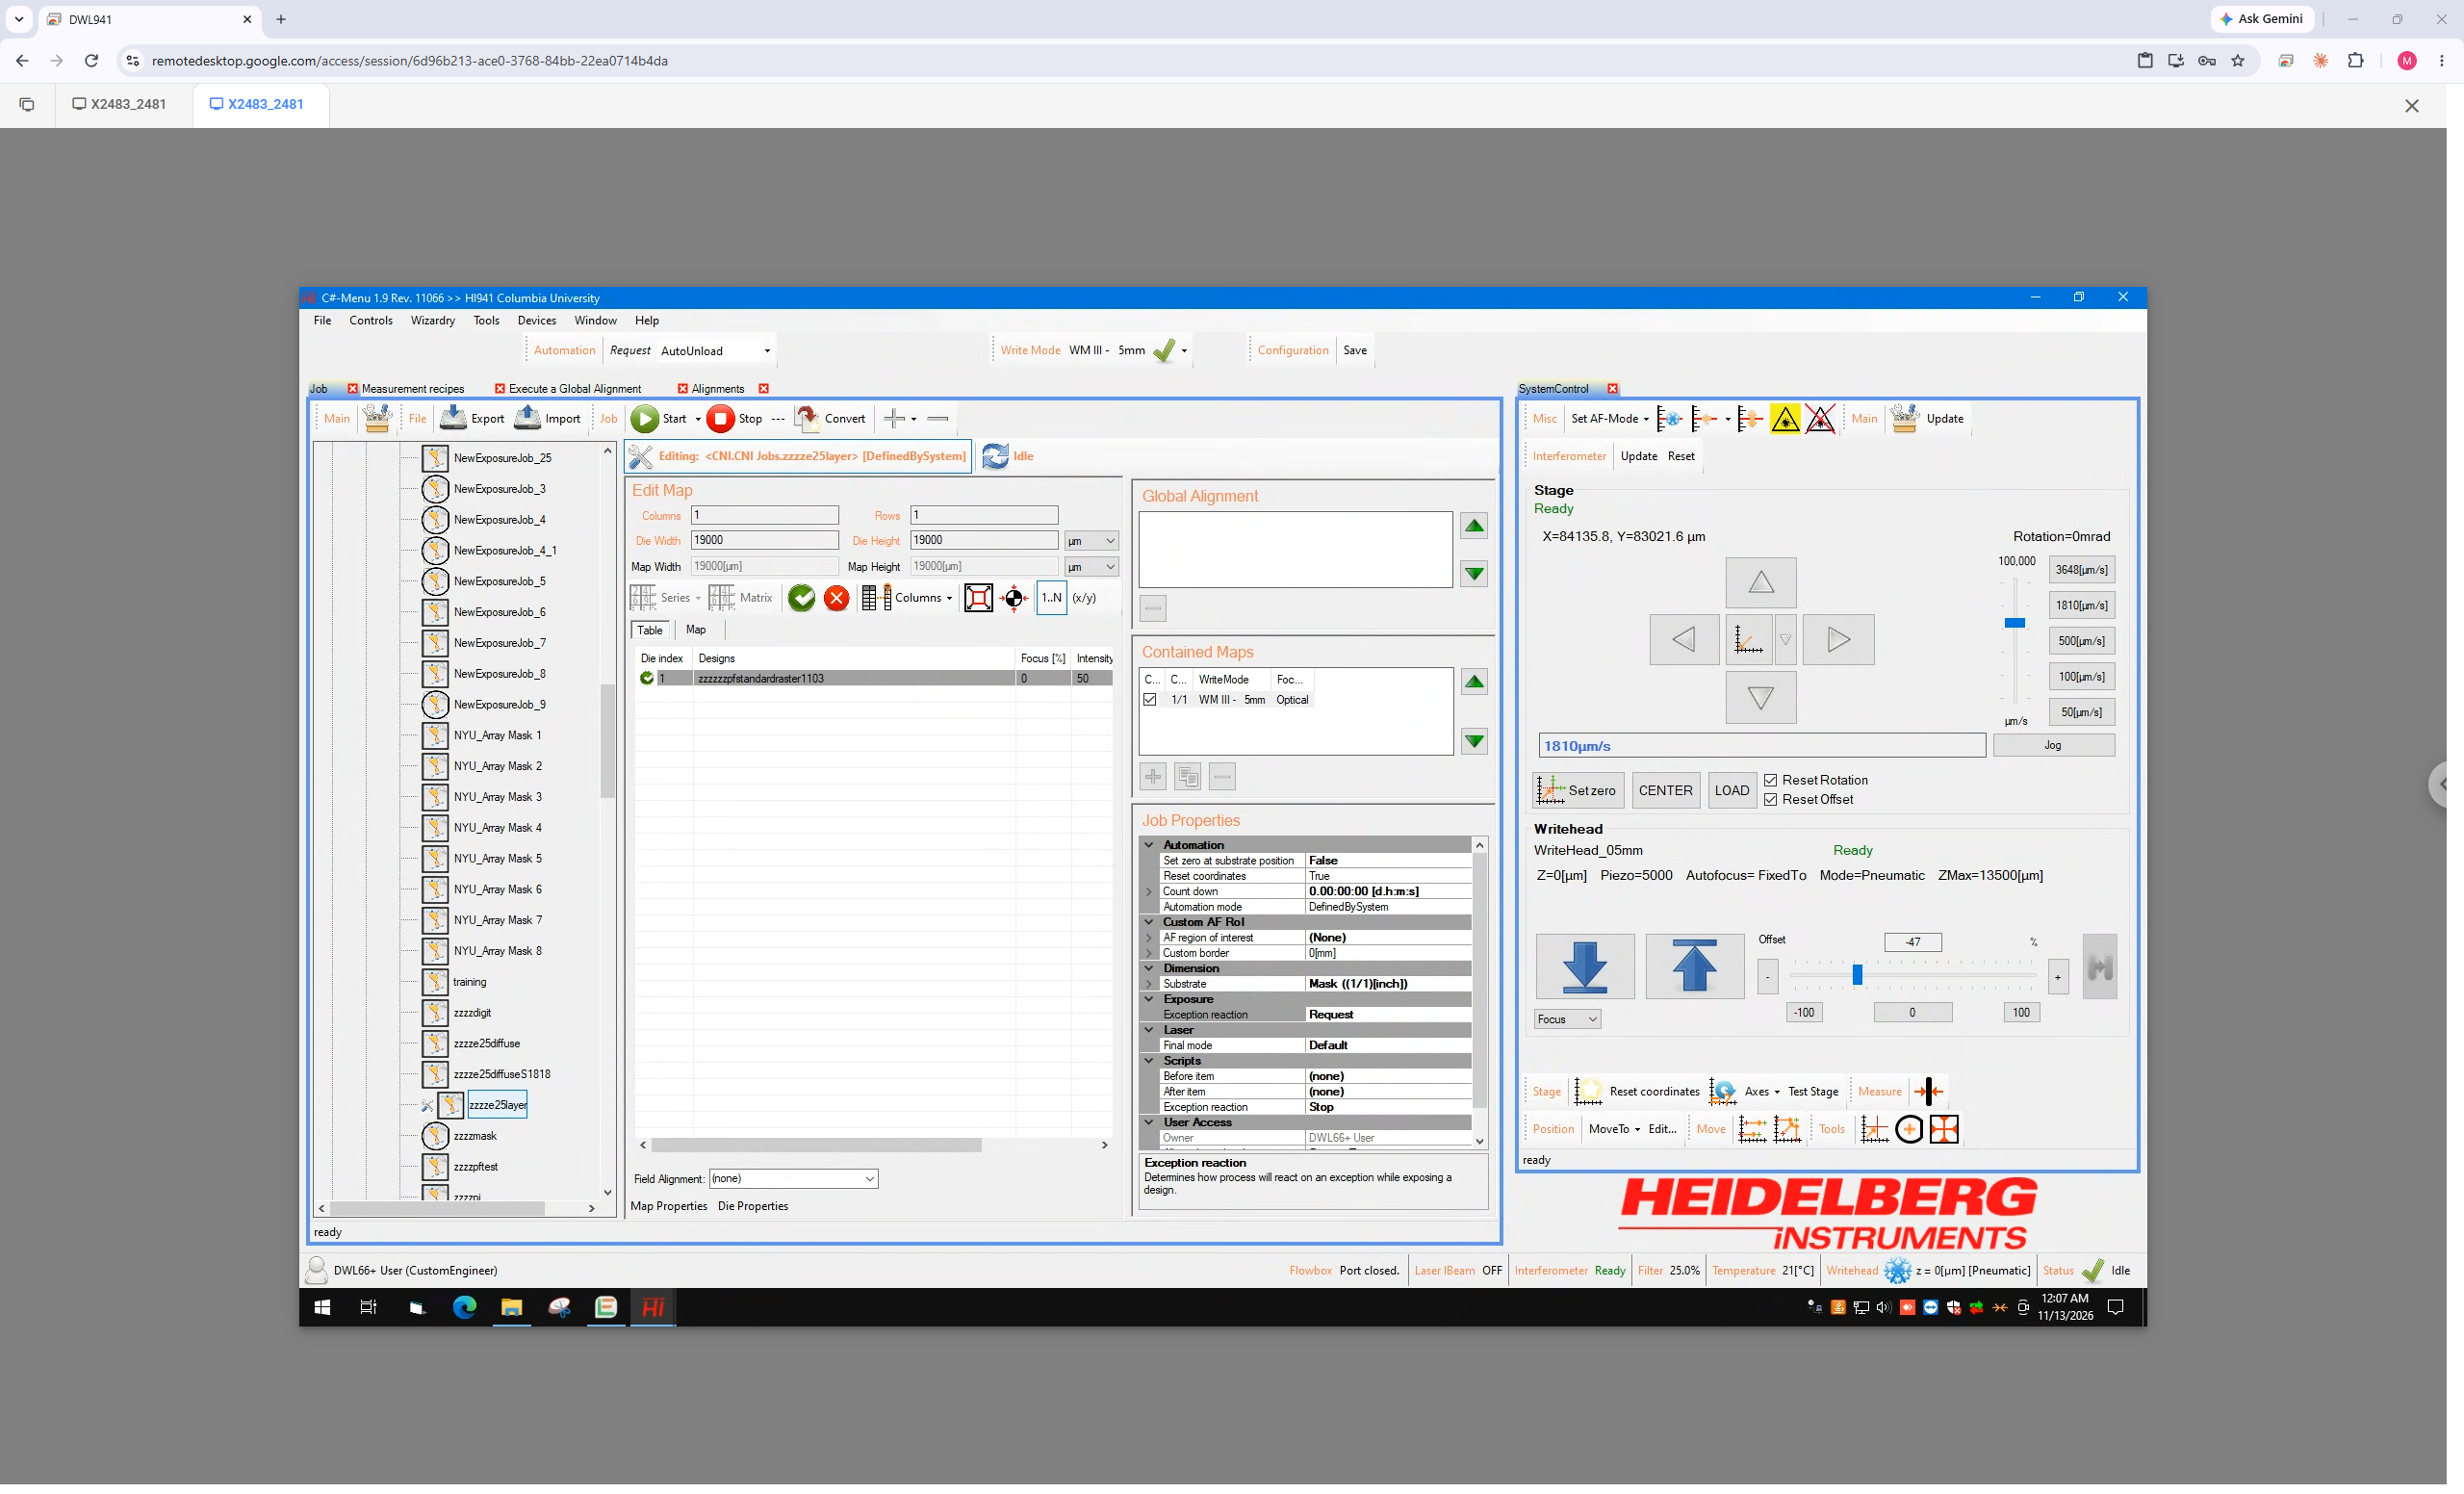 DWL941
Ask Gemini
remotedesktop.google.com/access/session/6d96b213-ace0-3768-84bb-22ea0714b4da
M
X2483_2481
X2483_2481
C#-Menu 1.9 Rev. 11066 >> HI941 Columbia University
File Controls Wizardry Tools Devices Window Help
Automation Request AutoUnload
Write Mode WM III - 5mm
Configuration Save
Job Measurement recipes Execute a Global Alignment Alignments
Main File Export Import Job Start Stop --- Convert
NewExposureJob_25
NewExposureJob_3
NewExposureJob_4
NewExposureJob_4_1
NewExposureJob_5
NewExposureJob_6
NewExposureJob_7
NewExposureJob_8
NewExposureJob_9
NYU_Array Mask 1
NYU_Array Mask 2
NYU_Array Mask 3
NYU_Array Mask 4
NYU_Array Mask 5
NYU_Array Mask 6
NYU_Array Mask 7
NYU_Array Mask 8
training
zzzzdigit
zzzze25diffuse
zzzze25diffuseS1818
zzzze25layer
zzzzmask
zzzzpftest
ready
Editing: <CNI.CNI Jobs.zzzze25layer> [DefinedBySystem] Idle
Edit Map
Columns 1 Rows 1
Die Width 19000 Die Height 19000 µm
Map Width 19000[µm] Map Height 19000[µm] µm
Series Matrix Columns 1..N (x/y)
Table Map
Die index Designs Focus [%] Intensity
1 zzzzzzpfstandardraster1103 0 50
Field Alignment: (none)
Map Properties Die Properties
Global Alignment
Contained Maps
C... C... WriteMode Foc...
1/1 WM III - 5mm Optical
Job Properties
Automation
Set zero at substrate position False
Reset coordinates True
Count down 0.00:00:00 [d.h:m:s]
Automation mode DefinedBySystem
Custom AF RoI
AF region of interest (None)
Custom border 0[mm]
Dimension
Substrate Mask ((1/1)[inch])
Exposure
Exception reaction Request
Laser
Final mode Default
Scripts
Before item (none)
After item (none)
Exception reaction Stop
User Access
Owner DWL66+ User
Exception reaction
Determines how process will react on an exception while exposing a
design.
SystemControl
Misc Set AF-Mode Main Update
Interferometer Update Reset
Stage
Ready
X=84135.8, Y=83021.6 µm Rotation=0mrad
100,000
3648[µm/s]
1810[µm/s]
500[µm/s]
100[µm/s]
50[µm/s]
µm/s
1810µm/s Jog
Set zero CENTER LOAD Reset Rotation
Reset Offset
Writehead
WriteHead_05mm Ready
Z=0[µm] Piezo=5000 Autofocus= FixedTo Mode=Pneumatic ZMax=13500[µm]
Offset -47 %
- +
-100 0 100
Focus
Stage Reset coordinates Axes Test Stage Measure
Position MoveTo Edit... Move Tools
ready
HEIDELBERG
iNSTRUMENTS
DWL66+ User (CustomEngineer)
Flowbox Port closed. Laser IBeam OFF Interferometer Ready Filter 25.0% Temperature 21[°C] Writehead z = 0[µm] [Pneumatic] Status Idle
Hi
12:07 AM
11/13/2026